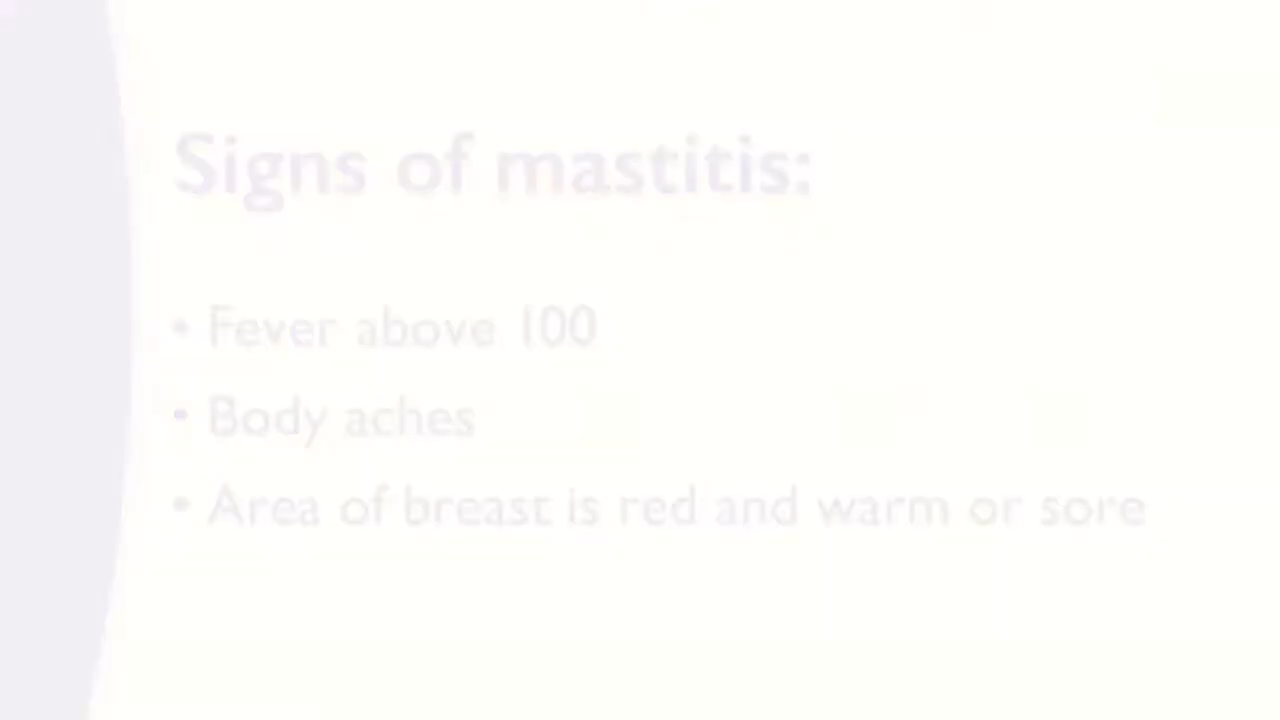 Signs of mastitis:
• Fever above 100
• Body aches
• Area of breast is red and warm or sore